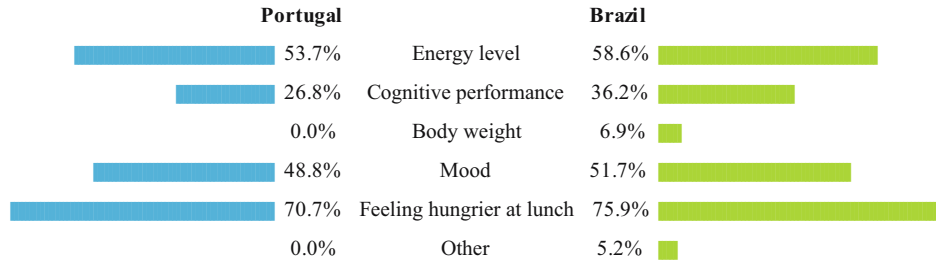 Portugal Brazil
53.7% Energy level 58.6%
26.8% Cognitive performance 36.2%
0.0% Body weight 6.9%
48.8% Mood 51.7%
70.7% Feeling hungrier at lunch 75.9%
0.0% Other 5.2%